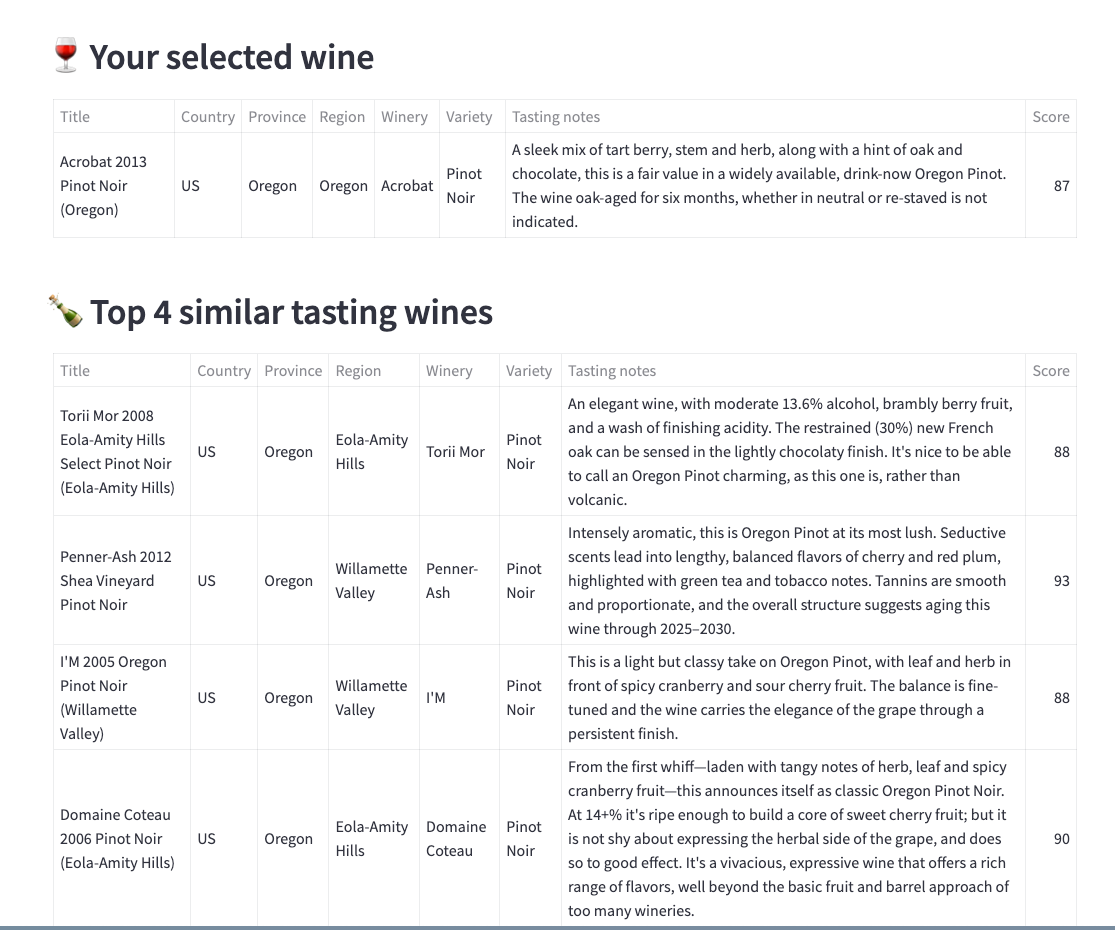 Your selected wine
Title Country Province Region Winery Variety Tasting notes Score
Acrobat 2013
Pinot Noir
(Oregon)
US
Oregon
Oregon
Acrobat
Pinot
Noir
A sleek mix of tart berry, stem and herb, along with a hint of oak and
chocolate, this is a fair value in a widely available, drink-now Oregon Pinot.
The wine oak-aged for six months, whether in neutral or re-staved is not
indicated.
87
Top 4 similar tasting wines
Title Country Province Region Winery Variety Tasting notes Score
Torii Mor 2008
Eola-Amity Hills
Select Pinot Noir
(Eola-Amity Hills)
US
Oregon
Eola-Amity
Hills
Torii Mor
Pinot
Noir
An elegant wine, with moderate 13.6% alcohol, brambly berry fruit,
and a wash of finishing acidity. The restrained (30%) new French
oak can be sensed in the lightly chocolaty finish. It's nice to be able
to call an Oregon Pinot charming, as this one is, rather than
volcanic.
88
Penner-Ash 2012
Shea Vineyard
Pinot Noir
US
Oregon
Willamette
Valley
Penner-
Ash
Pinot
Noir
Intensely aromatic, this is Oregon Pinot at its most lush. Seductive
scents lead into lengthy, balanced flavors of cherry and red plum,
highlighted with green tea and tobacco notes. Tannins are smooth
and proportionate, and the overall structure suggests aging this
wine through 2025–2030.
93
I'M 2005 Oregon
Pinot Noir
(Willamette
Valley)
US
Oregon
Willamette
Valley
I'M
Pinot
Noir
This is a light but classy take on Oregon Pinot, with leaf and herb in
front of spicy cranberry and sour cherry fruit. The balance is fine-
tuned and the wine carries the elegance of the grape through a
persistent finish.
88
Domaine Coteau
2006 Pinot Noir
(Eola-Amity Hills)
US
Oregon
Eola-Amity
Hills
Domaine
Coteau
Pinot
Noir
From the first whiff—laden with tangy notes of herb, leaf and spicy
cranberry fruit—this announces itself as classic Oregon Pinot Noir.
At 14+% it's ripe enough to build a core of sweet cherry fruit; but it
is not shy about expressing the herbal side of the grape, and does
so to good effect. It's a vivacious, expressive wine that offers a rich
range of flavors, well beyond the basic fruit and barrel approach of
too many wineries.
90